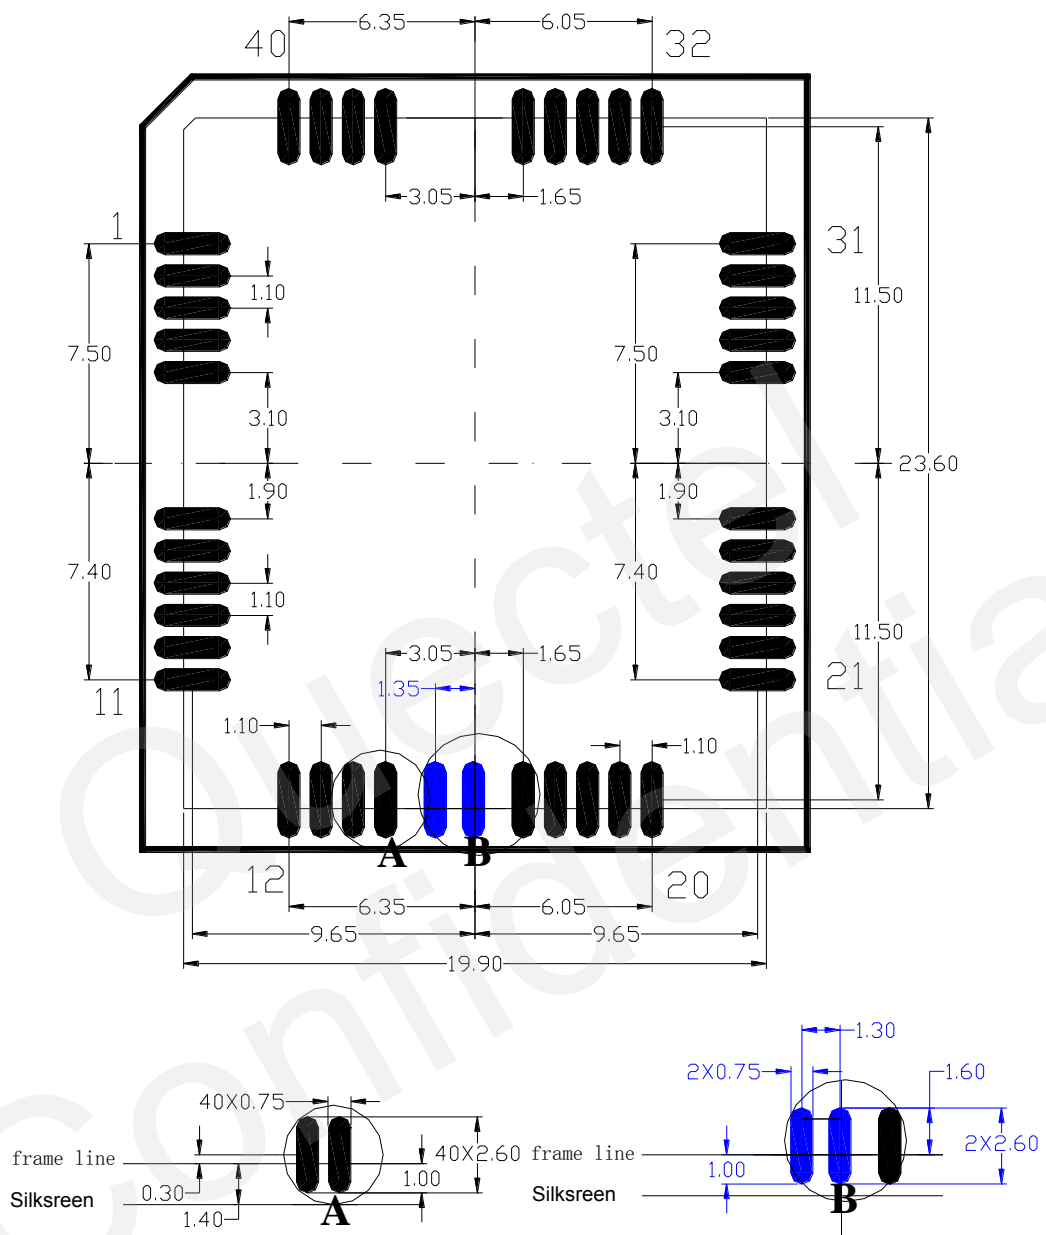 6.35 6.05
40 32
3.05 1.65
1 31
1.10 11.50
7.50 7.50
3.10 3.10
23.60
1.90 1.90
7.40 7.40
1.10
11.50
3.05 1.65
1.35
11 21
1.10 1.10
A B
12 20
6.35 6.05
9.65 9.65
19.90
Quectel
Confidential
1.30
2X0.75 1.60
40X0.75
frame line 40X2.60 frame line 2X2.60
0.30 1.00 1.00
Silksreen Silksreen
1.40 A B